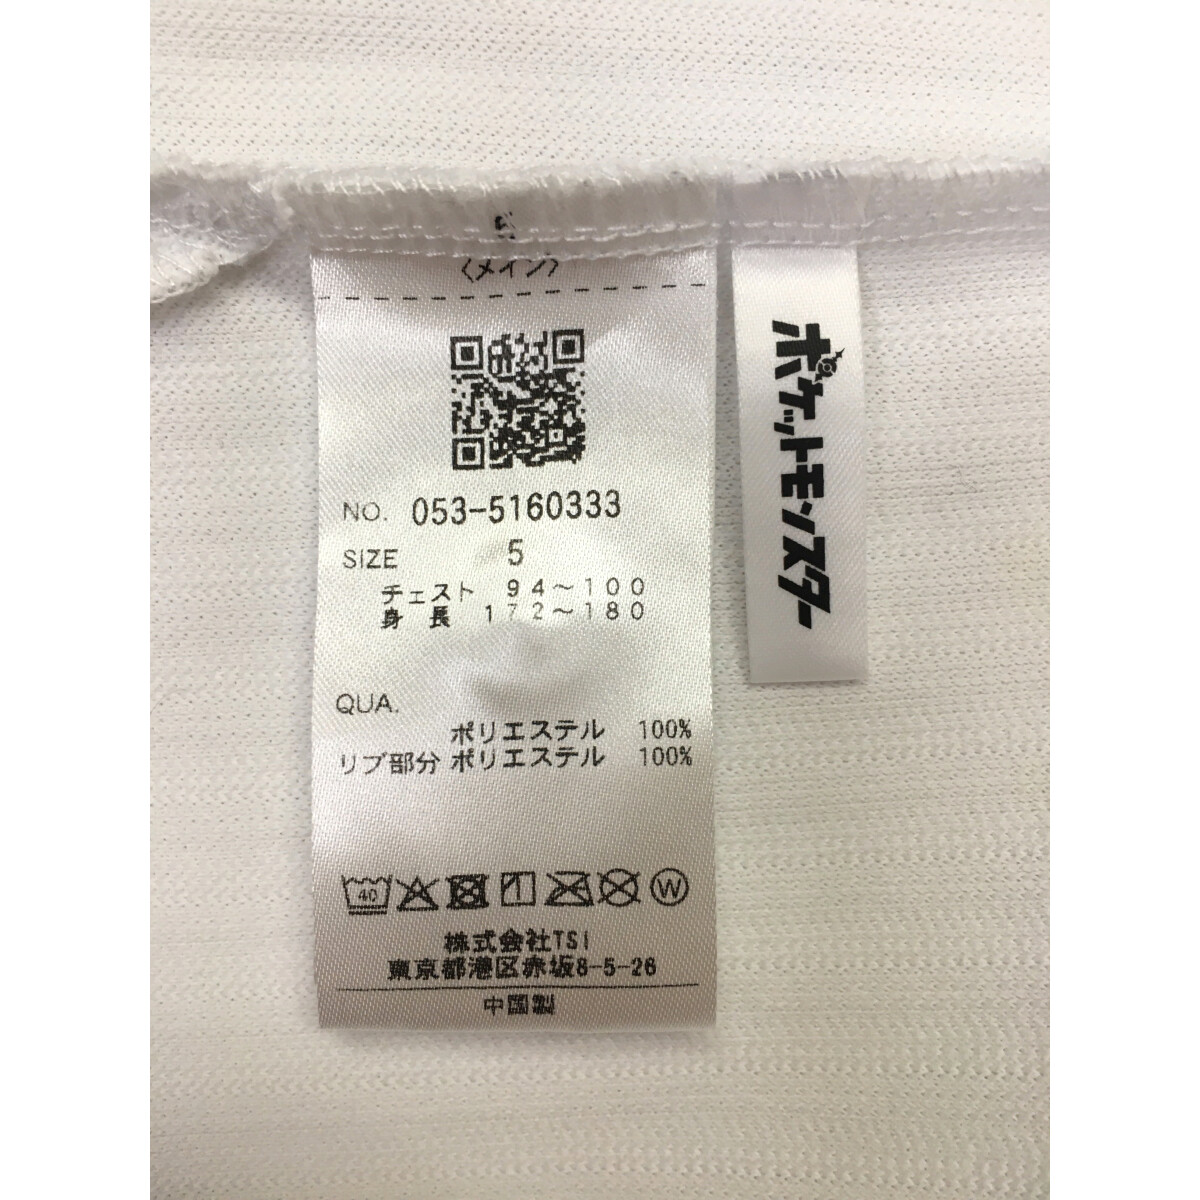 5
〈メイン〉
NO. 053-5160333
SIZE 5
チェスト 94～100
身長 172～180
QUA.
ポリエステル 100%
リブ部分 ポリエステル 100%
40
W
株式会社TSI
東京都港区赤坂8-5-26
中国製
ポケットモンスター